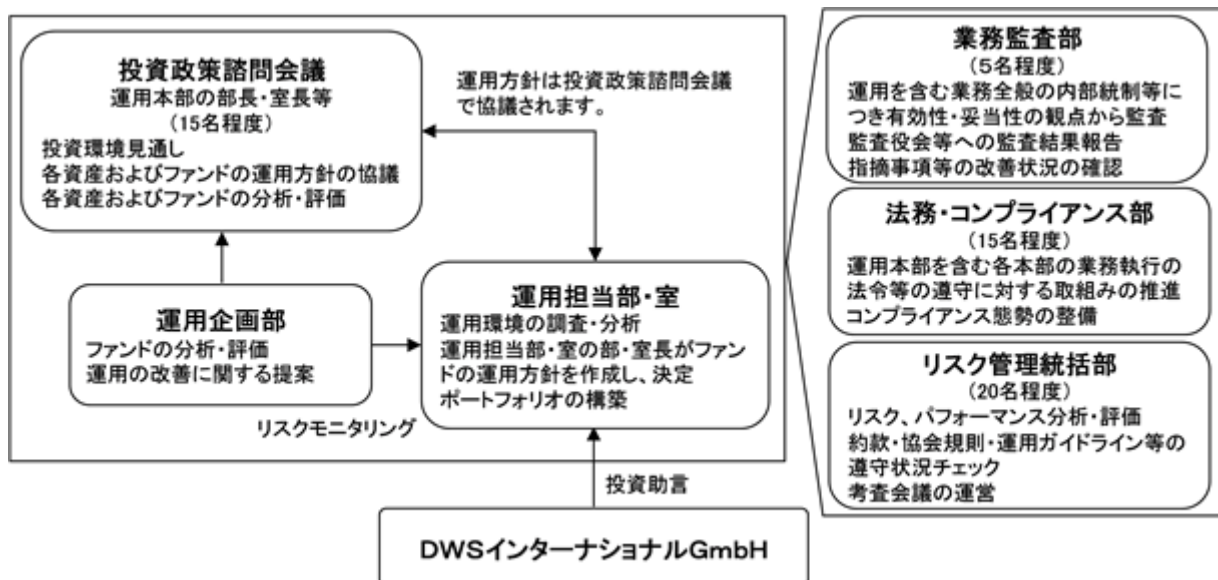 投資政策諮問会議
運用本部の部長・室長等
(15名程度)
投資環境見通し
各資産およびファンドの運用方針の協議
各資産およびファンドの分析・評価
運用方針は投資政策諮問会議
で協議されます。
運用企画部
ファンドの分析・評価
運用の改善に関する提案
リスクモニタリング
運用担当部・室
運用環境の調査・分析
運用担当部・室の部・室長がファン
ドの運用方針を作成し、決定
ポートフォリオの構築
投資助言
DWSインターナショナルGmbH
業務監査部
(5名程度)
運用を含む業務全般の内部統制等に
つき有効性・妥当性の観点から監査
監査役会等への監査結果報告
指摘事項等の改善状況の確認
法務・コンプライアンス部
(15名程度)
運用本部を含む各本部の業務執行の
法令等の遵守に対する取組みの推進
コンプライアンス態勢の整備
リスク管理統括部
(20名程度)
リスク、パフォーマンス分析・評価
約款・協会規則・運用ガイドライン等の
遵守状況チェック
考査会議の運営